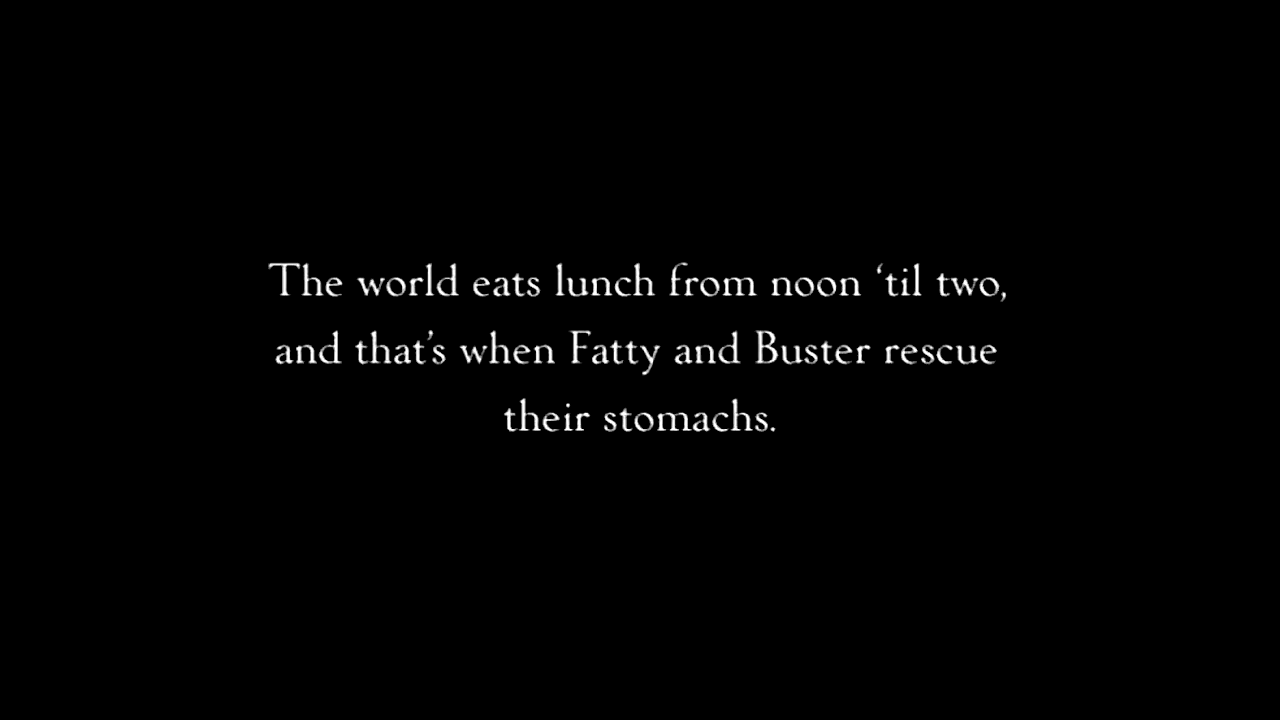 The world eats lunch from noon ‘til two,
and that’s when Fatty and Buster rescue
their stomachs.